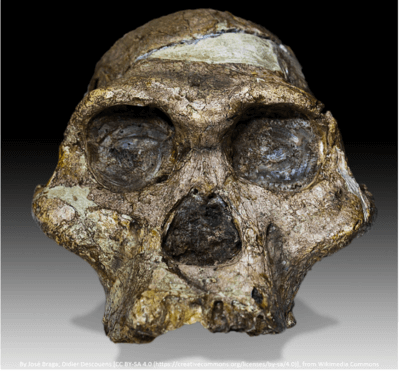 By José Braga; Didier Descouens [CC BY-SA 4.0 (https://creativecommons.org/licenses/by-sa/4.0)], from Wikimedia Commons